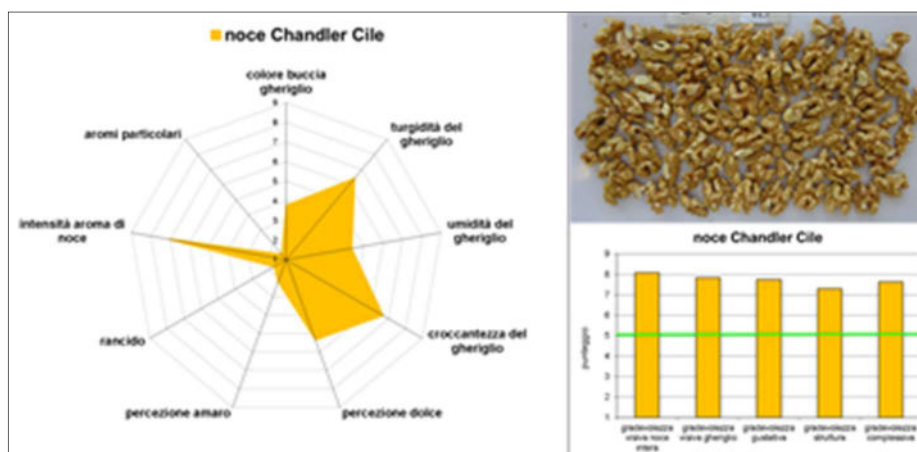 noce Chandler Cile
colore buccia
gheriglio
9
8
7
6
5
4
3
2
1
turgidità del
gheriglio
umidità del
gheriglio
croccantezza del
gheriglio
percezione dolce
percezione amaro
rancido
intensità aroma di
noce
aromi particolari
noce Chandler Cile
punteggio
9
8
7
6
5
4
3
2
1
gradevolezza
visiva noce
intera
gradevolezza
visiva gheriglio
gradevolezza
gustativa
gradevolezza
struttura
gradevolezza
complessiva